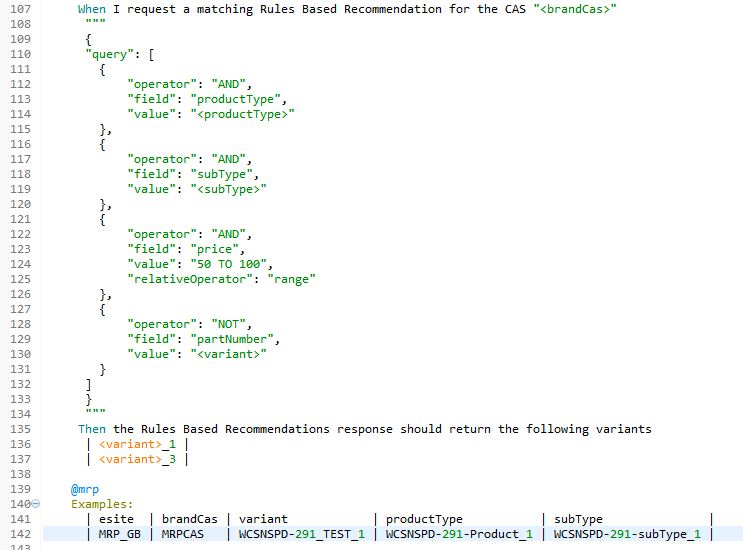 107 When I request a matching Rules Based Recommendation for the CAS "<brandCas>"
108 """
109 {
110 "query": [
111 {
112 "operator": "AND",
113 "field": "productType",
114 "value": "<productType>"
115 },
116 {
117 "operator": "AND",
118 "field": "subType",
119 "value": "<subType>"
120 },
121 {
122 "operator": "AND",
123 "field": "price",
124 "value": "50 TO 100",
125 "relativeOperator": "range"
126 },
127 {
128 "operator": "NOT",
129 "field": "partNumber",
130 "value": "<variant>"
131 }
132 ]
133 }
134 """
135 Then the Rules Based Recommendations response should return the following variants
136 | <variant>_1 |
137 | <variant>_3 |
138
139 @mrp
140 Examples:
141 | esite | brandCas | variant | productType | subType |
142 | MRP_GB | MRPCAS | WCSNSPD-291_TEST_1 | WCSNSPD-291-Product_1 | WCSNSPD-291-subType_1 |
143